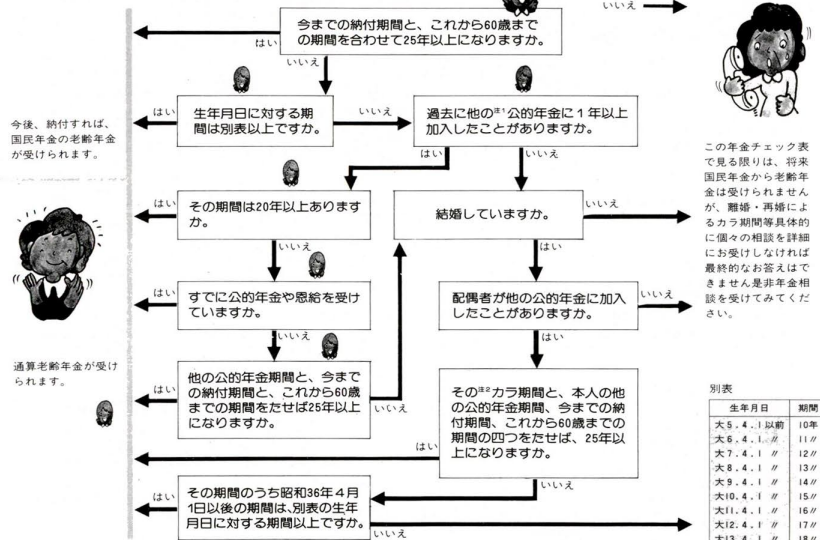 いいえ
今までの納付期間と、これから60歳まで
の期間を合わせて25年以上になりますか。
はい
いいえ
生年月日に対する期
間は別表以上ですか。
はい
いいえ
過去に他の注1公的年金に1年以上
加入したことがありますか。
はい
いいえ
今後、納付すれば、
国民年金の老齢年金
が受けられます。
その期間は20年以上あります
か。
はい
いいえ
結婚していますか。
いいえ
はい
この年金チェック表
で見る限りは、将来
国民年金から老齢年
金は受けられません
が、離婚・再婚によ
るカラ期間等具体的
に個々の相談を詳細
にお受けしなければ
最終的なお答えはで
きません是非年金相
談を受けてみてくだ
さい。
すでに公的年金や恩給を受け
ていますか。
はい
いいえ
配偶者が他の公的年金に加入
したことがありますか。
いいえ
はい
通算老齢年金が受け
られます。
他の公的年金期間と、今まで
の納付期間と、これから60歳
までの期間をたせば25年以上
になりますか。
はい
いいえ
その注2カラ期間と、本人の他
の公的年金期間、今までの納
付期間、これから60歳までの
期間の四つをたせば、25年以
上になりますか。
はい
いいえ
その期間のうち昭和36年4月
1日以後の期間は、別表の生年
月日に対する期間以上ですか。
はい
いいえ
別表
生年月日 期間
大5.4.1以前 10年
大6.4.1 〃 11〃
大7.4.1 〃 12〃
大8.4.1 〃 13〃
大9.4.1 〃 14〃
大10.4.1 〃 15〃
大11.4.1 〃 16〃
大12.4.1 〃 17〃
大13.4.1 〃 18〃